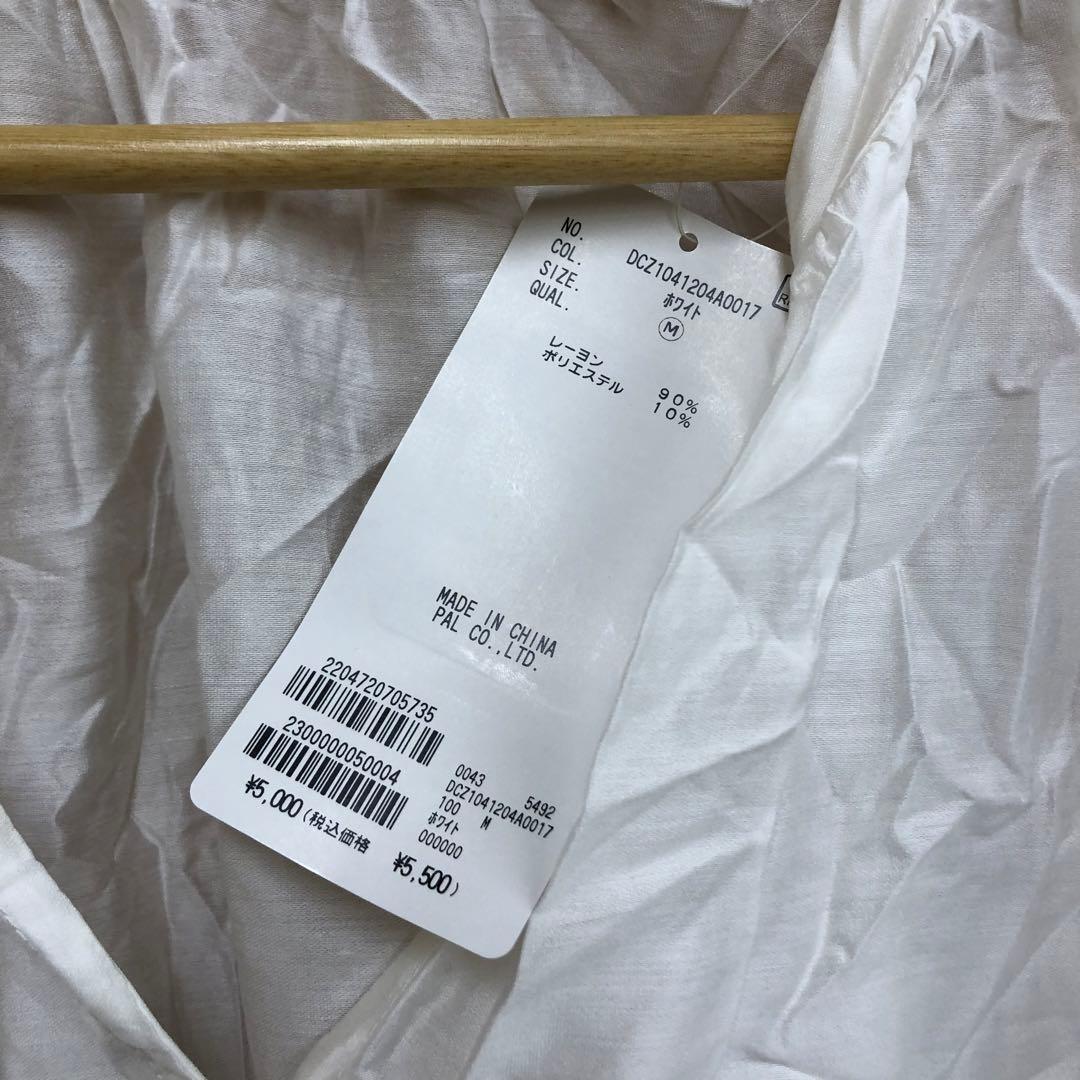 NO. DCZ1041204A0017
COL. ホワイト
SIZE. M
QUAL.
レーヨン 90%
ポリエステル 10%
MADE IN CHINA
PAL CO.,LTD.
2204720705735
2300000050004
0043 5492
DCZ1041204A0017
100 M
ホワイト
000000
¥5,000(税込価格 ¥5,500)